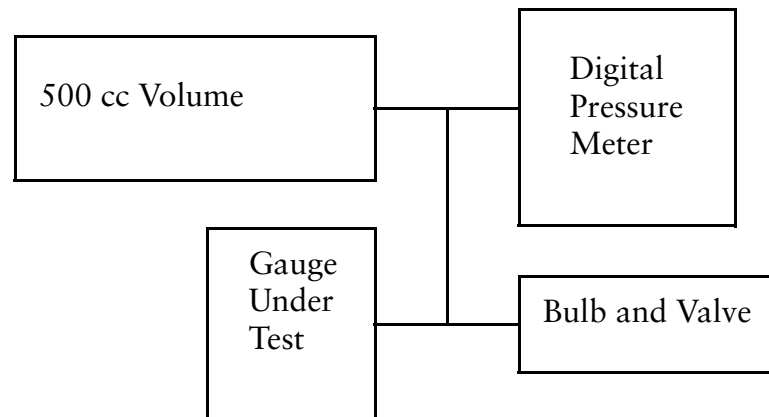 500 cc Volume
Digital
Pressure
Meter
Gauge
Under
Test
Bulb and Valve